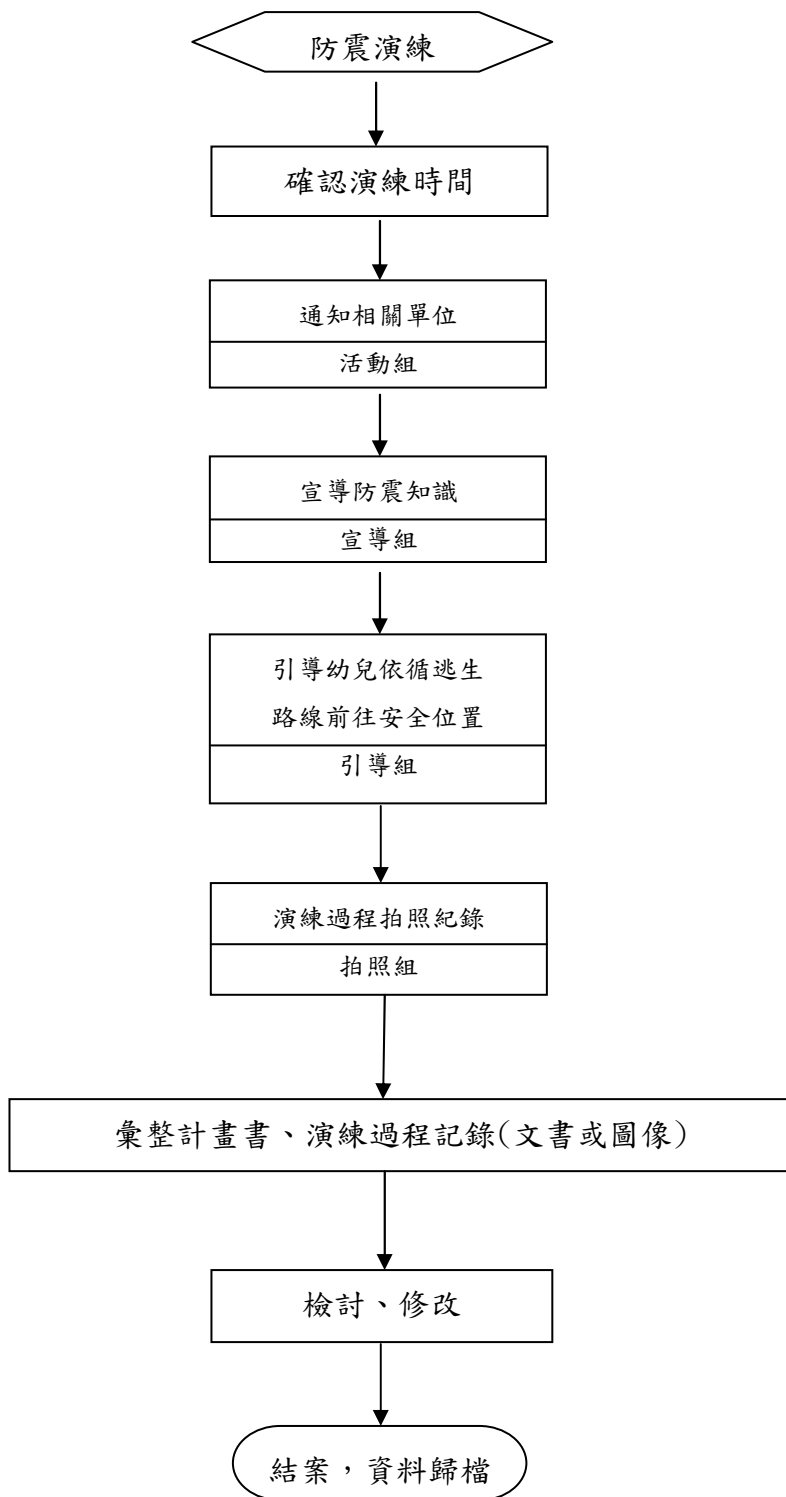 防震演練
確認演練時間
通知相關單位
活動組
宣導防震知識
宣導組
引導幼兒依循逃生
路線前往安全位置
引導組
演練過程拍照紀錄
拍照組
彙整計畫書、演練過程記錄(文書或圖像)
檢討、修改
結案，資料歸檔